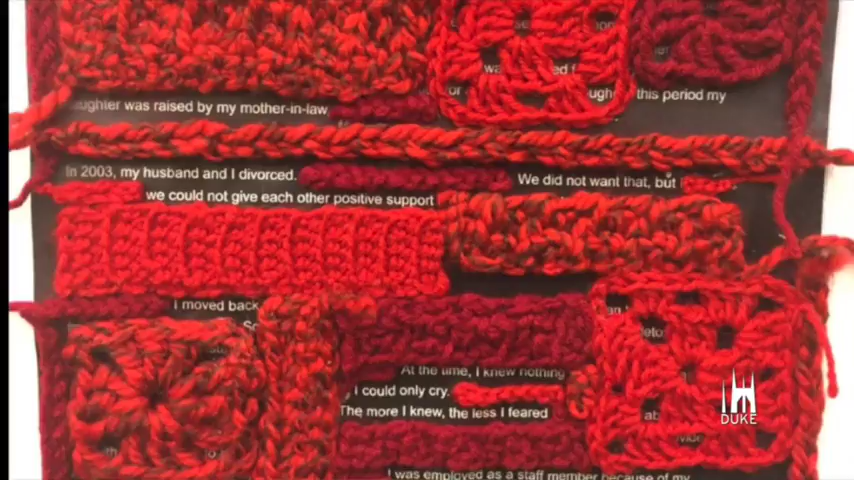 was raised by my mother-in-law
this period my
In 2003, my husband and I divorced.
We did not want that, but I
we could not give each other positive support
I moved back
At the time, I knew nothing
I could only cry.
The more I knew, the less I feared
I was employed as a staff member because of my
DUKE